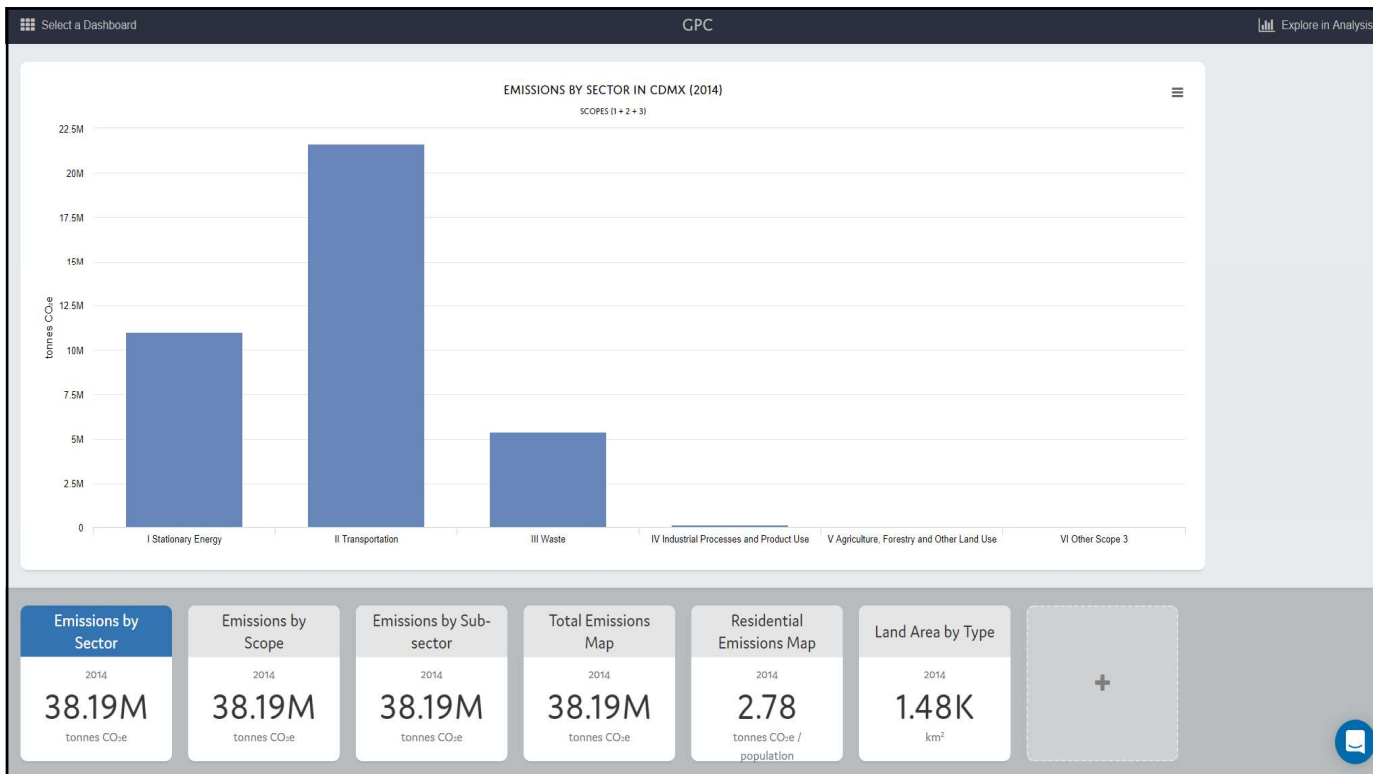 Select a Dashboard
GPC
Explore in Analysis
EMISSIONS BY SECTOR IN CDMX (2014)
SCOPES (1 + 2 + 3)
tonnes CO₂e
22.5M
20M
17.5M
15M
12.5M
10M
7.5M
5M
2.5M
0
I Stationary Energy
II Transportation
III Waste
IV Industrial Processes and Product Use
V Agriculture, Forestry and Other Land Use
VI Other Scope 3
Emissions by
Sector
2014
38.19M
tonnes CO₂e
Emissions by
Scope
2014
38.19M
tonnes CO₂e
Emissions by Sub-
sector
2014
38.19M
tonnes CO₂e
Total Emissions
Map
2014
38.19M
tonnes CO₂e
Residential
Emissions Map
2014
2.78
tonnes CO₂e /
population
Land Area by Type
2014
1.48K
km²
+